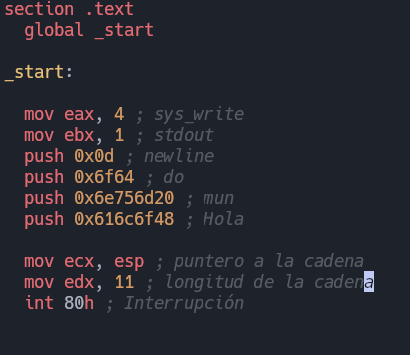 section .text
global _start
_start:
mov eax, 4 ; sys_write
mov ebx, 1 ; stdout
push 0x0d ; newline
push 0x6f64 ; do
push 0x6e756d20 ; mun
push 0x616c6f48 ; Hola
mov ecx, esp ; puntero a la cadena
mov edx, 11 ; longitud de la cadena
int 80h ; Interrupción